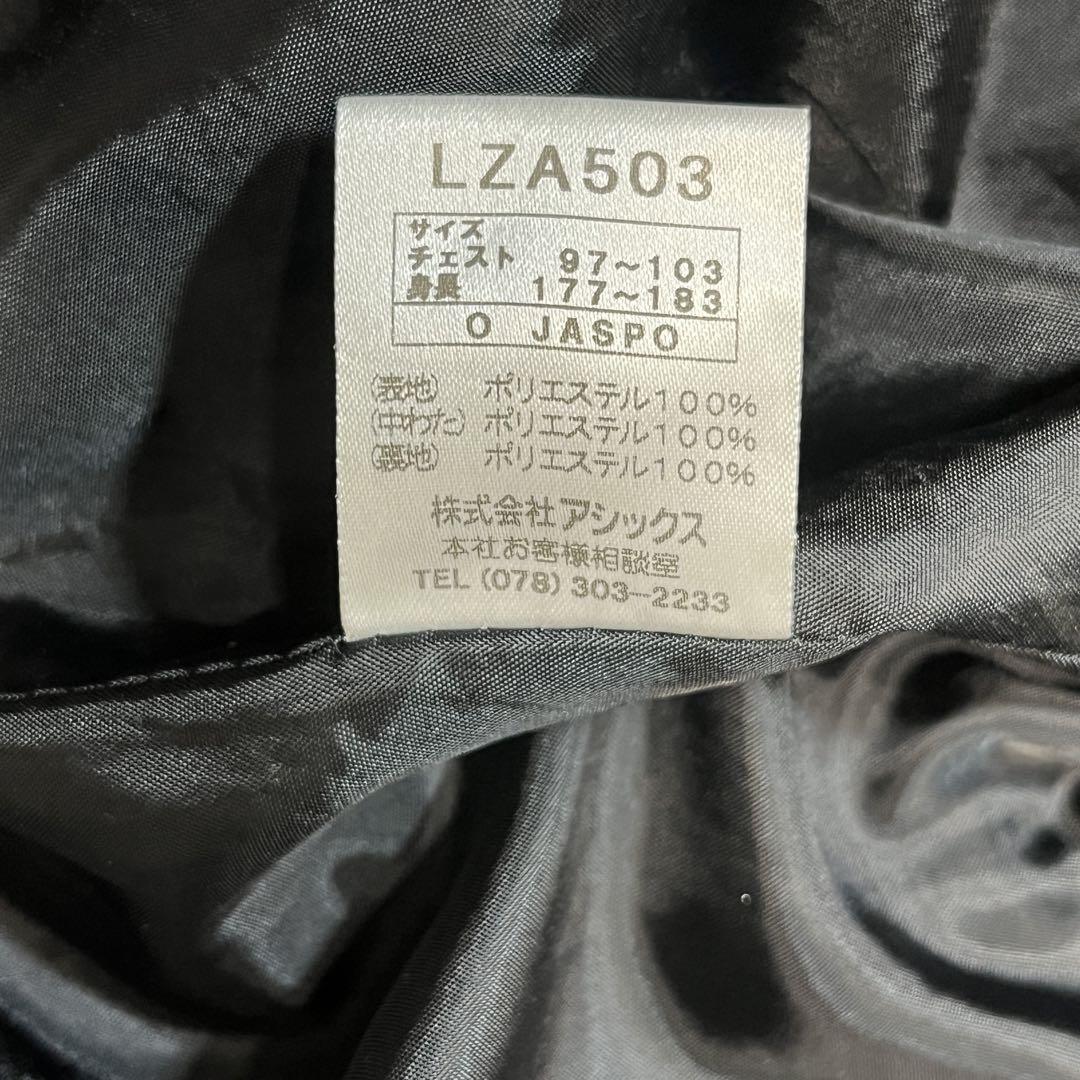 LZA503
サイズ
チェスト 97~103
身長 177~183
O JASPO
(表地) ポリエステル100%
(中わた) ポリエステル100%
(裏地) ポリエステル100%
株式会社アシックス
本社お客様相談室
TEL (078) 303-2233